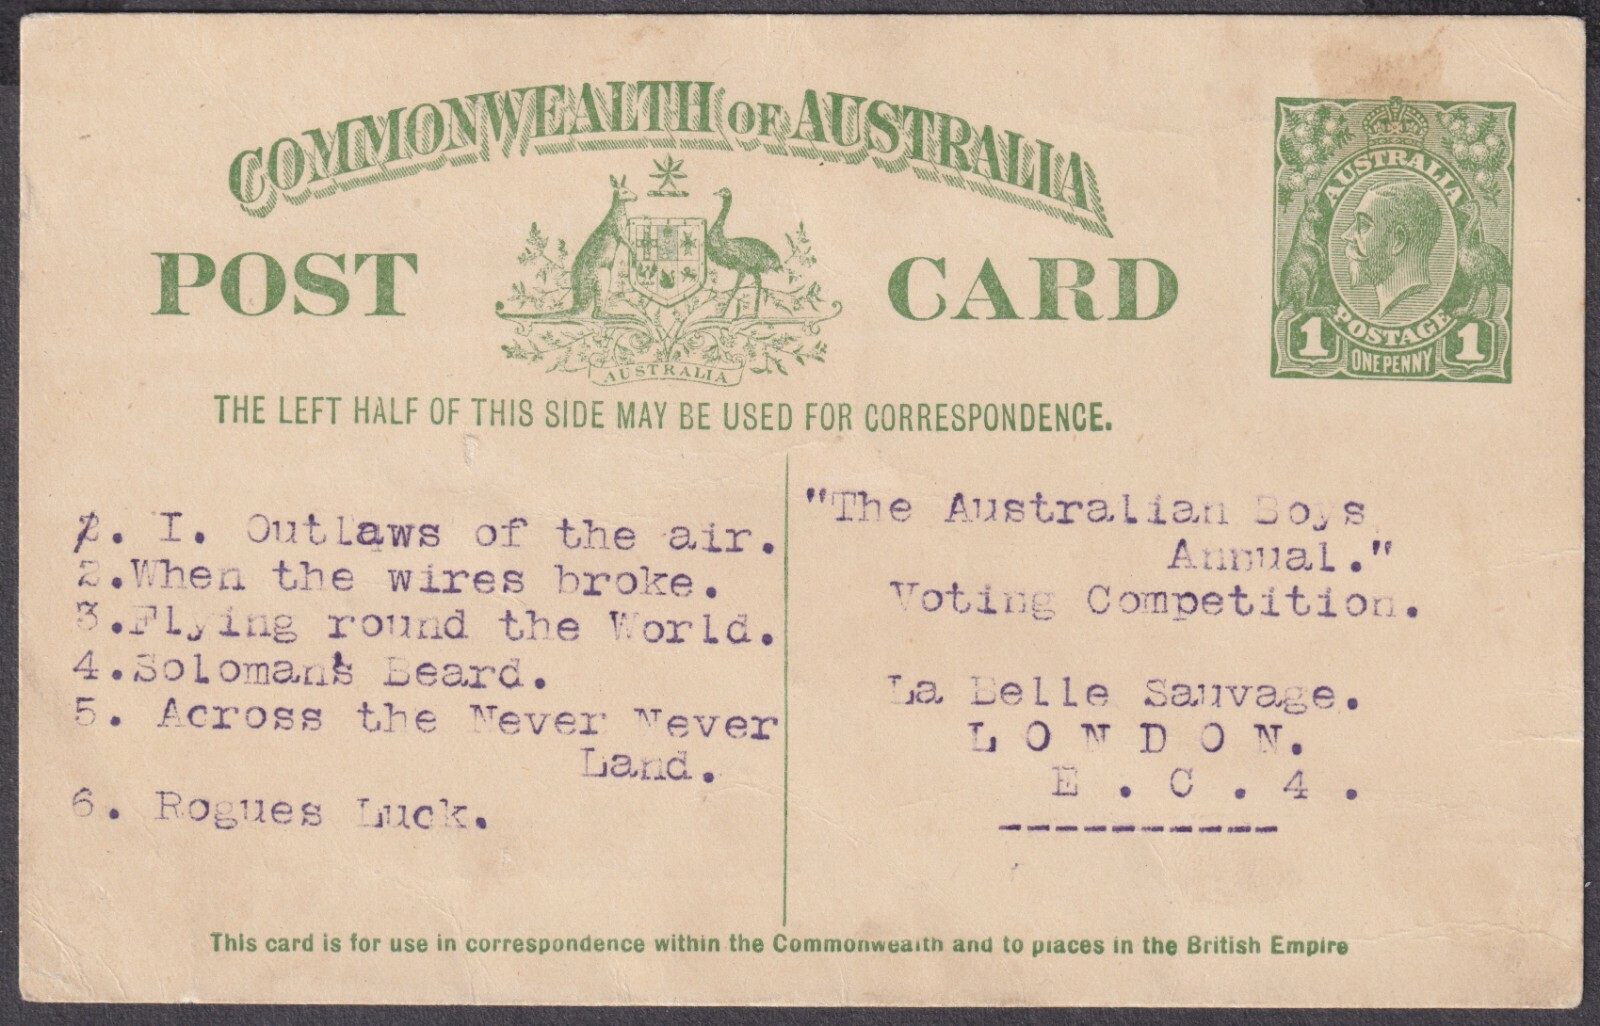 COMMONWEALTH OF AUSTRALIA
POST CARD
AUSTRALIA
AUSTRALIA
POSTAGE
1 ONE PENNY 1
THE LEFT HALF OF THIS SIDE MAY BE USED FOR CORRESPONDENCE.
2. I. Outlaws of the air.
2.When the wires broke.
3.Flying round the World.
4.Soloman's Beard.
5. Across the Never Never
Land.
6. Rogues Luck.
"The Australian Boys
Annual."
Voting Competition.
La Belle Sauvage.
L O N D O N.
E . C . 4 .
----------
This card is for use in correspondence within the Commonwealth and to places in the British Empire